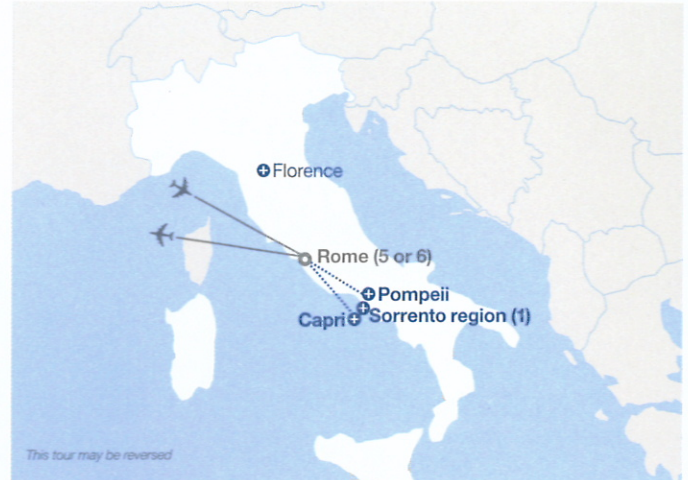 Florence
Rome (5 or 6)
Pompeii
Sorrento region (1)
Capri
This tour may be reversed